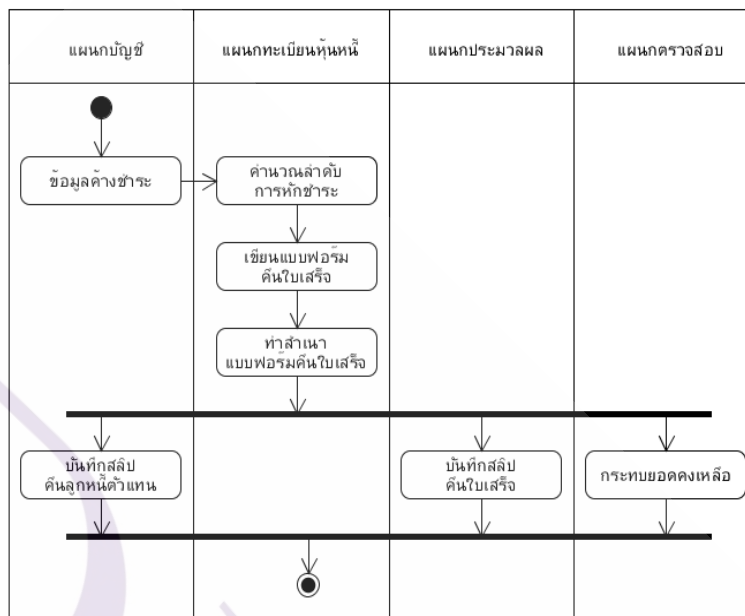 แผนกบัญชี
แผนกทะเบียนหุ้นหนี้
แผนกประมวลผล
แผนกตรวจสอบ
ข้อมูลค้างชำระ
คำนวณลำดับ
การหักชำระ
เขียนแบบฟอร์ม
คืนใบเสร็จ
ทำสำเนา
แบบฟอร์มคืนใบเสร็จ
บันทึกสลิป
คืนลูกหนี้ตัวแทน
บันทึกสลิป
คืนใบเสร็จ
กระทบยอดคงเหลือ